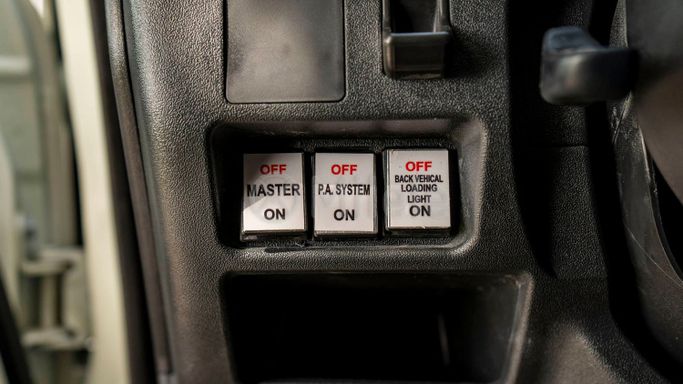 OFF
MASTER
ON
OFF
P.A. SYSTEM
ON
OFF
BACK VEHICAL
LOADING
LIGHT
ON